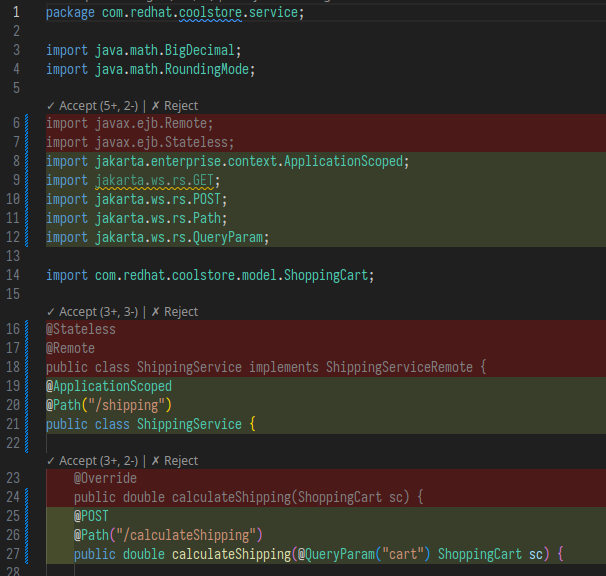 1 package com.redhat.coolstore.service;
2
3 import java.math.BigDecimal;
4 import java.math.RoundingMode;
5
✓ Accept (5+, 2-) | ✗ Reject
6 import javax.ejb.Remote;
7 import javax.ejb.Stateless;
8 import jakarta.enterprise.context.ApplicationScoped;
9 import jakarta.ws.rs.GET;
10 import jakarta.ws.rs.POST;
11 import jakarta.ws.rs.Path;
12 import jakarta.ws.rs.QueryParam;
13
14 import com.redhat.coolstore.model.ShoppingCart;
15
✓ Accept (3+, 3-) | ✗ Reject
16 @Stateless
17 @Remote
18 public class ShippingService implements ShippingServiceRemote {
19 @ApplicationScoped
20 @Path("/shipping")
21 public class ShippingService {
22
✓ Accept (3+, 2-) | ✗ Reject
23 @Override
24 public double calculateShipping(ShoppingCart sc) {
25 @POST
26 @Path("/calculateShipping")
27 public double calculateShipping(@QueryParam("cart") ShoppingCart sc) {
28